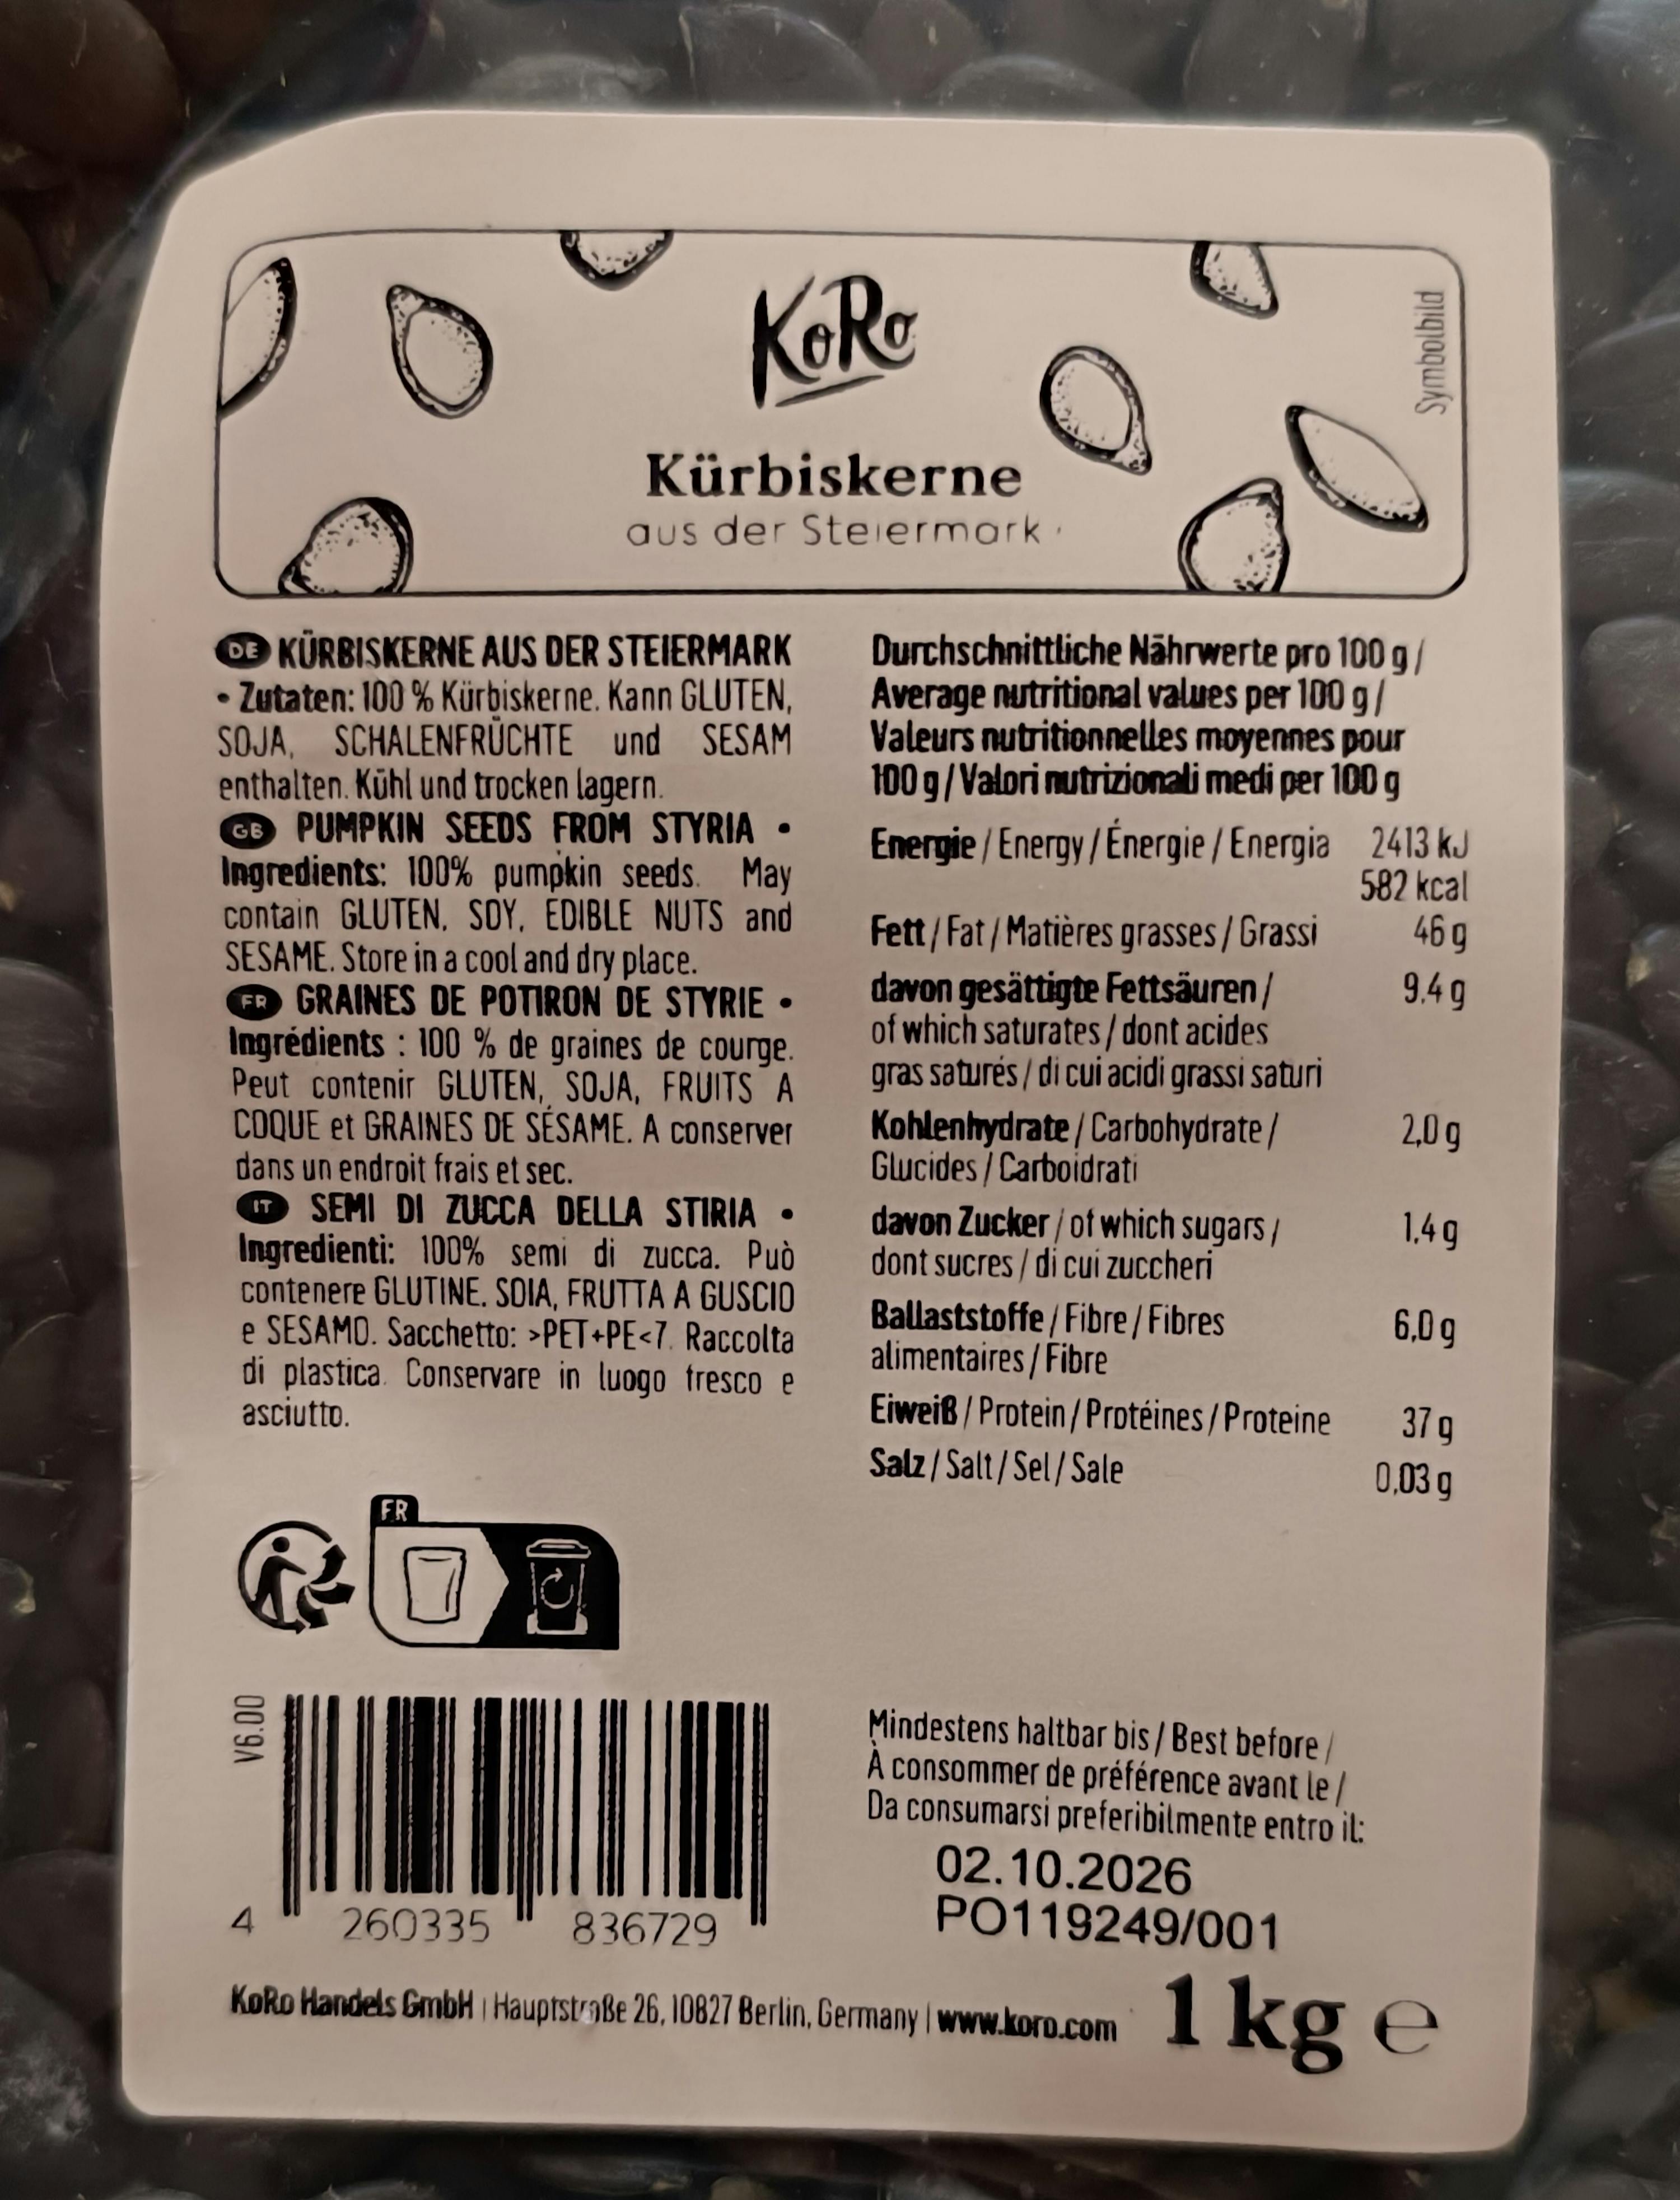 KoRo
Symbolbild
Kürbiskerne
aus der Steiermark
DE KÜRBISKERNE AUS DER STEIERMARK
• Zutaten: 100 % Kürbiskerne. Kann GLUTEN,
SOJA, SCHALENFRÜCHTE und SESAM
enthalten. Kühl und trocken lagern.
GB PUMPKIN SEEDS FROM STYRIA •
Ingredients: 100% pumpkin seeds. May
contain GLUTEN, SOY, EDIBLE NUTS and
SESAME. Store in a cool and dry place.
FR GRAINES DE POTIRON DE STYRIE •
Ingrédients : 100 % de graines de courge.
Peut contenir GLUTEN, SOJA, FRUITS A
COQUE et GRAINES DE SÉSAME. A conserver
dans un endroit frais et sec.
IT SEMI DI ZUCCA DELLA STIRIA •
Ingredienti: 100% semi di zucca. Può
contenere GLUTINE, SOIA, FRUTTA A GUSCIO
e SESAMO. Sacchetto: >PET+PE<7. Raccolta
di plastica. Conservare in luogo fresco e
asciutto.
Durchschnittliche Nährwerte pro 100 g /
Average nutritional values per 100 g /
Valeurs nutritionnelles moyennes pour
100 g / Valori nutrizionali medi per 100 g
Energie / Energy / Énergie / Energia 2413 kJ
582 kcal
Fett / Fat / Matières grasses / Grassi 46 g
davon gesättigte Fettsäuren / 9.4 g
of which saturates / dont acides
gras saturés / di cui acidi grassi saturi
Kohlenhydrate / Carbohydrate / 2,0 g
Glucides / Carboidrati
davon Zucker / of which sugars / 1,4 g
dont sucres / di cui zuccheri
Ballaststoffe / Fibre / Fibres 6,0 g
alimentaires / Fibre
Eiweiß / Protein / Protéines / Proteine 37 g
Salz / Salt / Sel / Sale 0,03 g
FR
V6.00
4 260335 836729
Mindestens haltbar bis / Best before /
À consommer de préférence avant le /
Da consumarsi preferibilmente entro il:
02.10.2026
PO119249/001
KoRo Handels GmbH | Hauptstraße 26, 10827 Berlin, Germany | www.koro.com
1 kg e